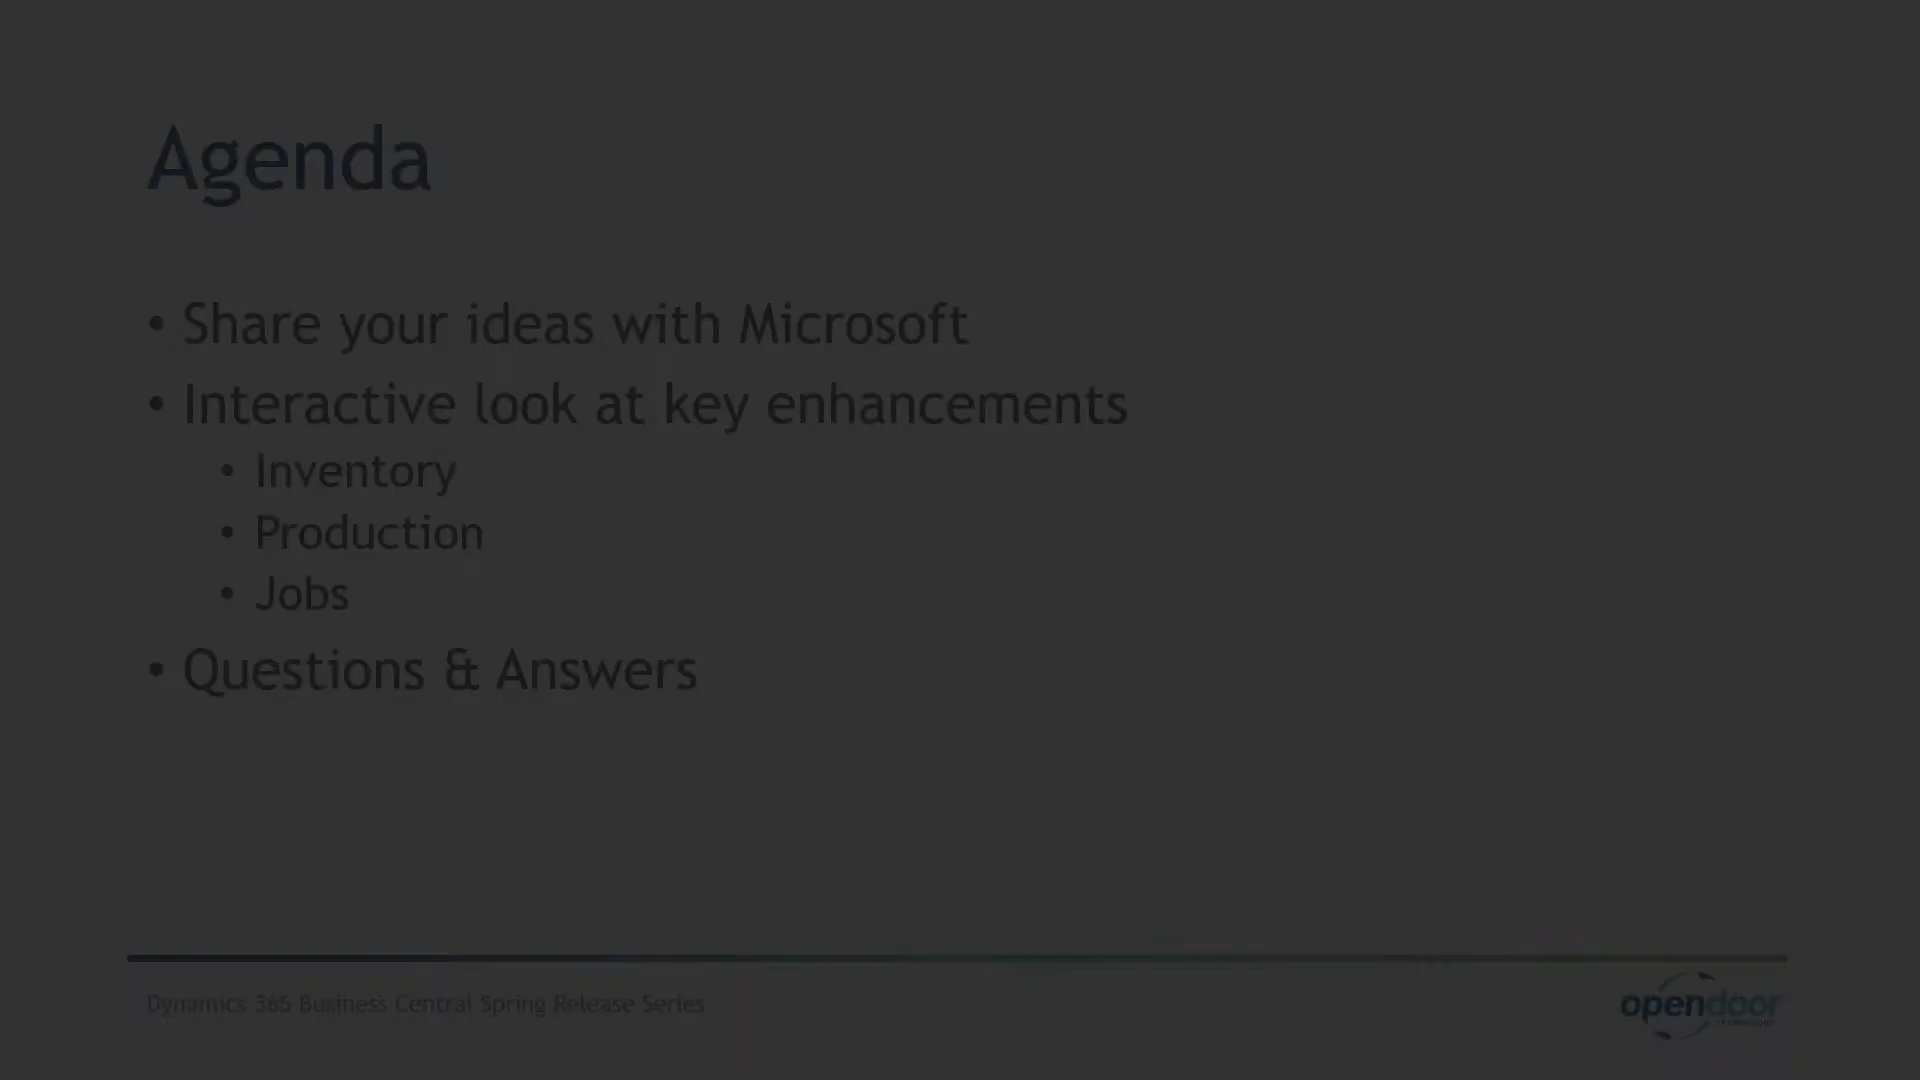 Agenda
• Share your ideas with Microsoft
• Interactive look at key enhancements
• Inventory
• Production
• Jobs
• Questions & Answers
Dynamics 365 Business Central Spring Release Series
opendoor
TECHNOLOGY